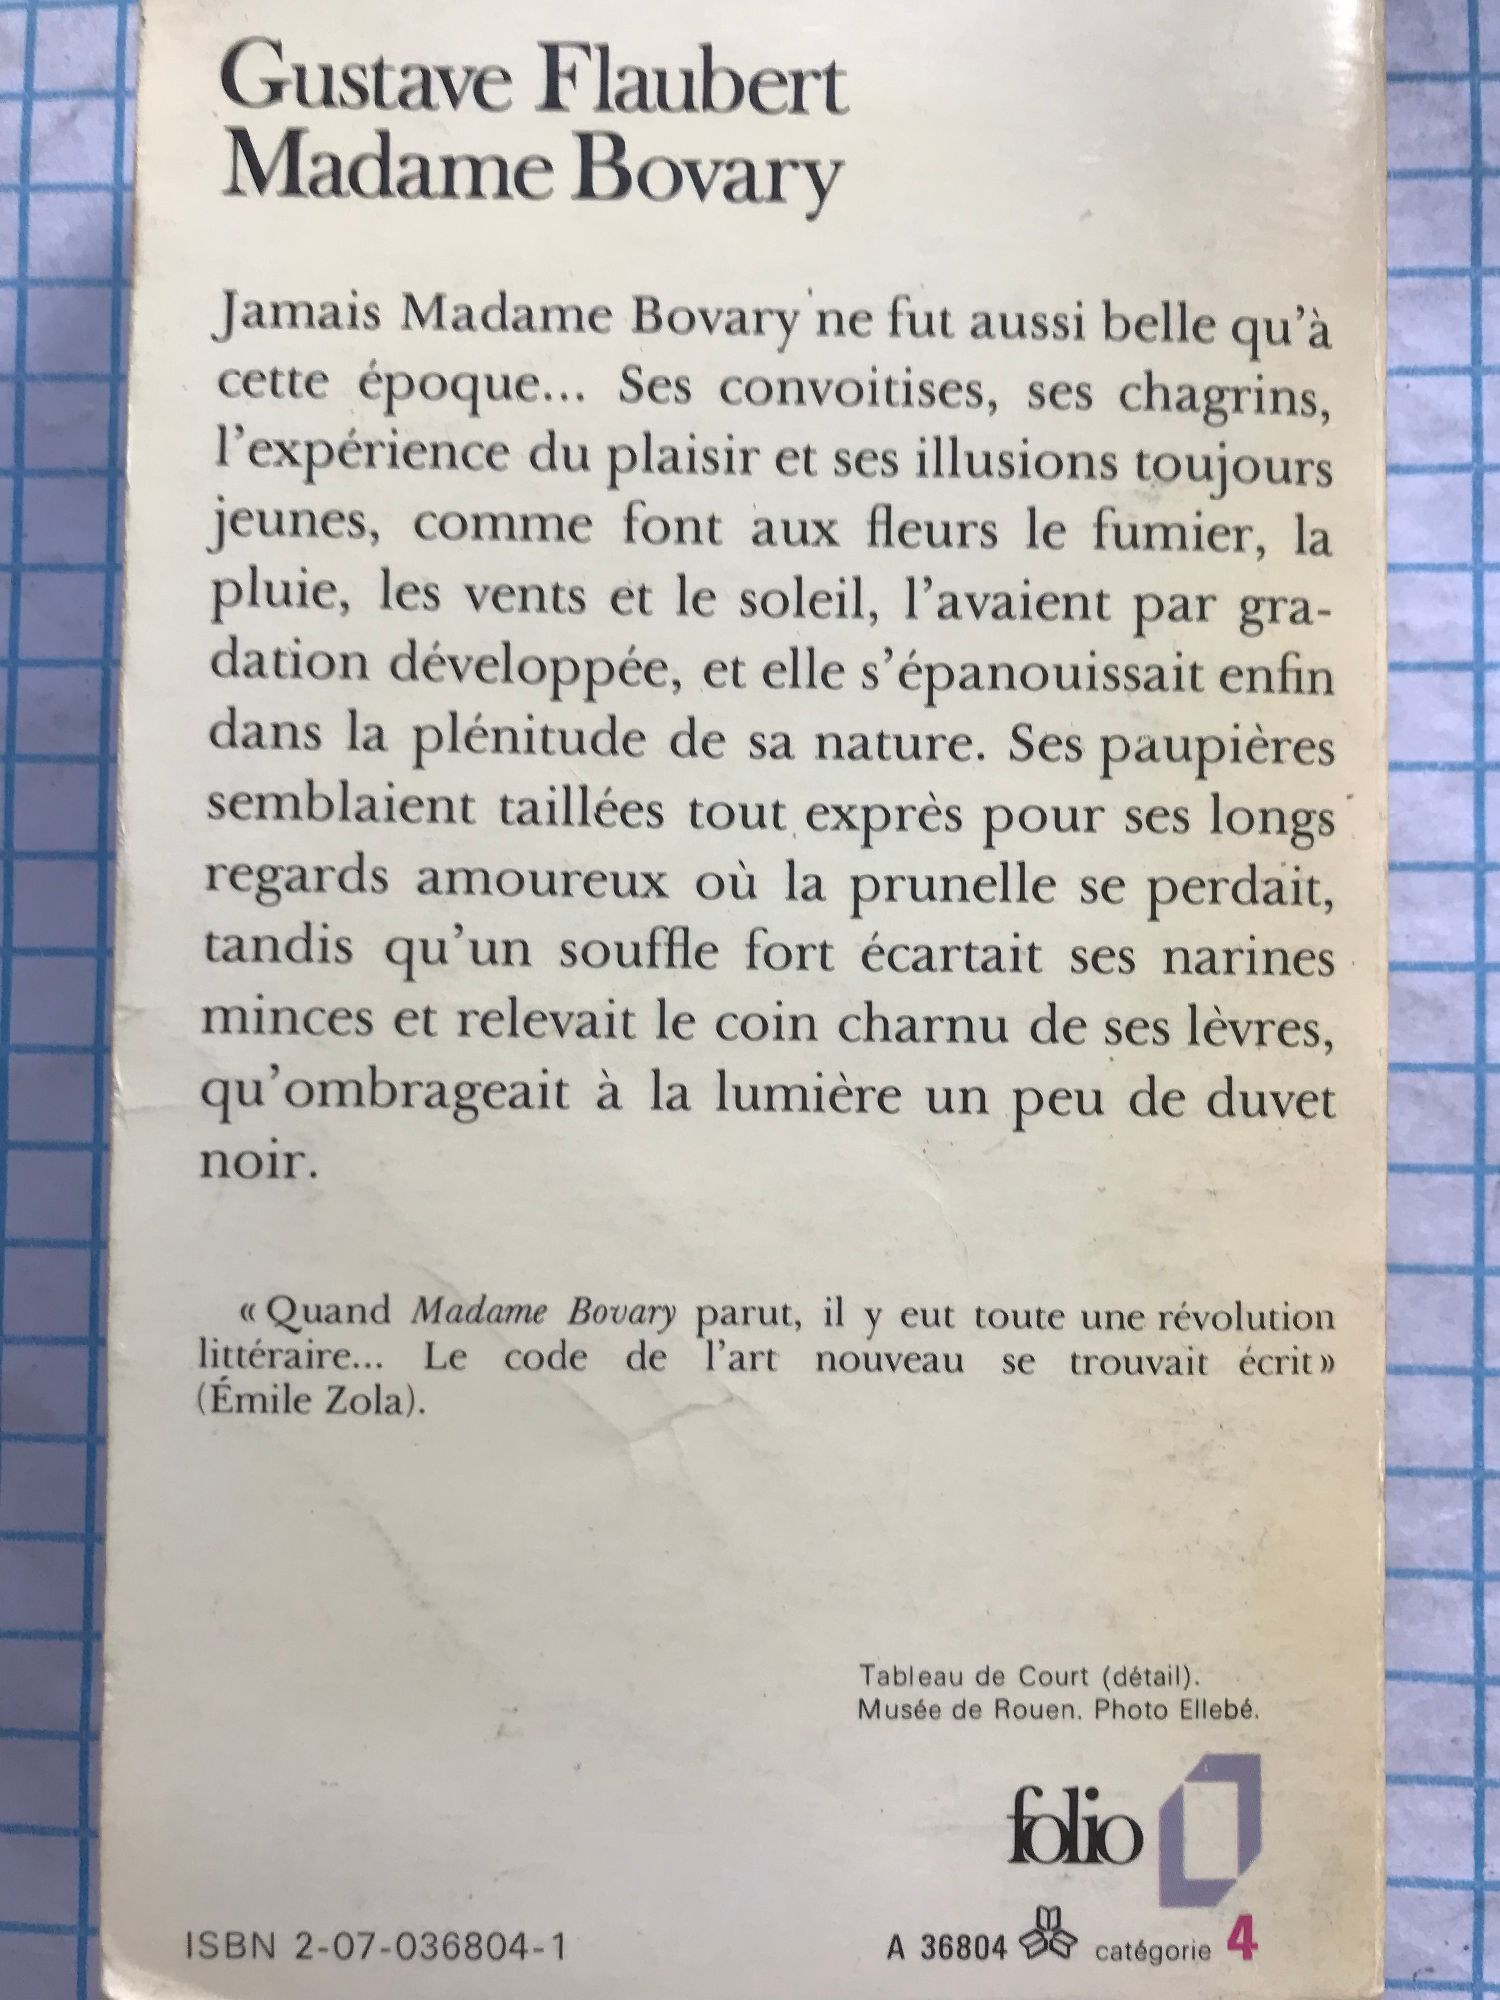 Gustave Flaubert
Madame Bovary
Jamais Madame Bovary ne fut aussi belle qu'à
cette époque... Ses convoitises, ses chagrins,
l'expérience du plaisir et ses illusions toujours
jeunes, comme font aux fleurs le fumier, la
pluie, les vents et le soleil, l'avaient par gra-
dation développée, et elle s'épanouissait enfin
dans la plénitude de sa nature. Ses paupières
semblaient taillées tout exprès pour ses longs
regards amoureux où la prunelle se perdait,
tandis qu'un souffle fort écartait ses narines
minces et relevait le coin charnu de ses lèvres,
qu'ombrageait à la lumière un peu de duvet
noir.
« Quand Madame Bovary parut, il y eut toute une révolution
littéraire... Le code de l'art nouveau se trouvait écrit »
(Émile Zola).
Tableau de Court (détail).
Musée de Rouen. Photo Ellebé.
folio
ISBN 2-07-036804-1
A 36804 catégorie 4